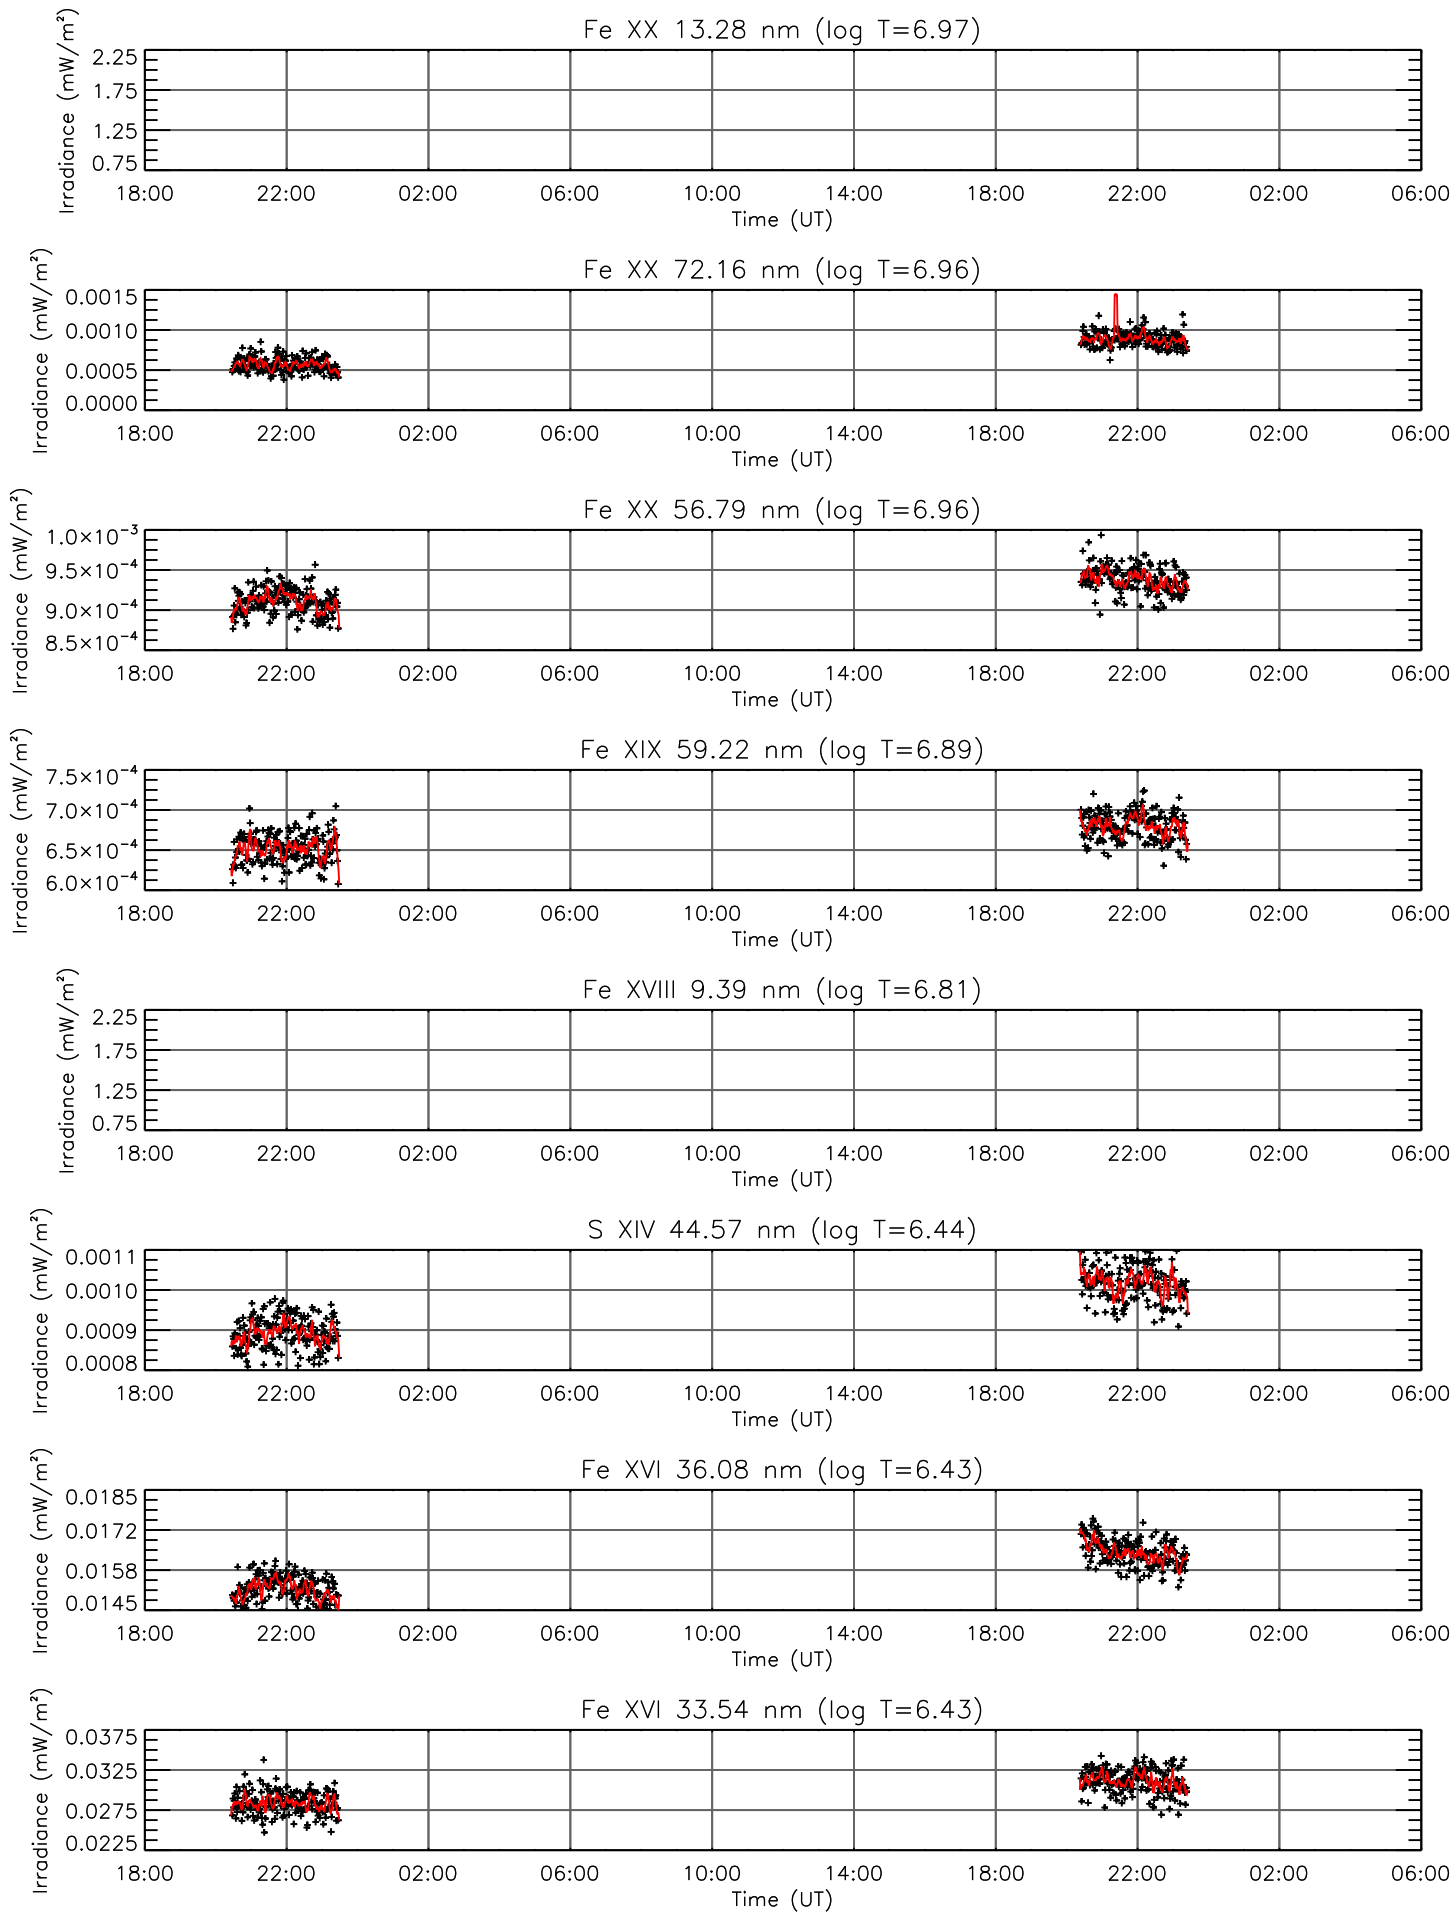 Fe XX 13.28 nm (log T=6.97)
Irradiance (mW/m²)
2.25
1.75
1.25
0.75
18:00 22:00 02:00 06:00 10:00 14:00 18:00 22:00 02:00 06:00
Time (UT)
Fe XX 72.16 nm (log T=6.96)
Irradiance (mW/m²)
0.0015
0.0010
0.0005
0.0000
18:00 22:00 02:00 06:00 10:00 14:00 18:00 22:00 02:00 06:00
Time (UT)
Fe XX 56.79 nm (log T=6.96)
Irradiance (mW/m²)
1.0×10⁻³
9.5×10⁻⁴
9.0×10⁻⁴
8.5×10⁻⁴
18:00 22:00 02:00 06:00 10:00 14:00 18:00 22:00 02:00 06:00
Time (UT)
Fe XIX 59.22 nm (log T=6.89)
Irradiance (mW/m²)
7.5×10⁻⁴
7.0×10⁻⁴
6.5×10⁻⁴
6.0×10⁻⁴
18:00 22:00 02:00 06:00 10:00 14:00 18:00 22:00 02:00 06:00
Time (UT)
Fe XVIII 9.39 nm (log T=6.81)
Irradiance (mW/m²)
2.25
1.75
1.25
0.75
18:00 22:00 02:00 06:00 10:00 14:00 18:00 22:00 02:00 06:00
Time (UT)
S XIV 44.57 nm (log T=6.44)
Irradiance (mW/m²)
0.0011
0.0010
0.0009
0.0008
18:00 22:00 02:00 06:00 10:00 14:00 18:00 22:00 02:00 06:00
Time (UT)
Fe XVI 36.08 nm (log T=6.43)
Irradiance (mW/m²)
0.0185
0.0172
0.0158
0.0145
18:00 22:00 02:00 06:00 10:00 14:00 18:00 22:00 02:00 06:00
Time (UT)
Fe XVI 33.54 nm (log T=6.43)
Irradiance (mW/m²)
0.0375
0.0325
0.0275
0.0225
18:00 22:00 02:00 06:00 10:00 14:00 18:00 22:00 02:00 06:00
Time (UT)